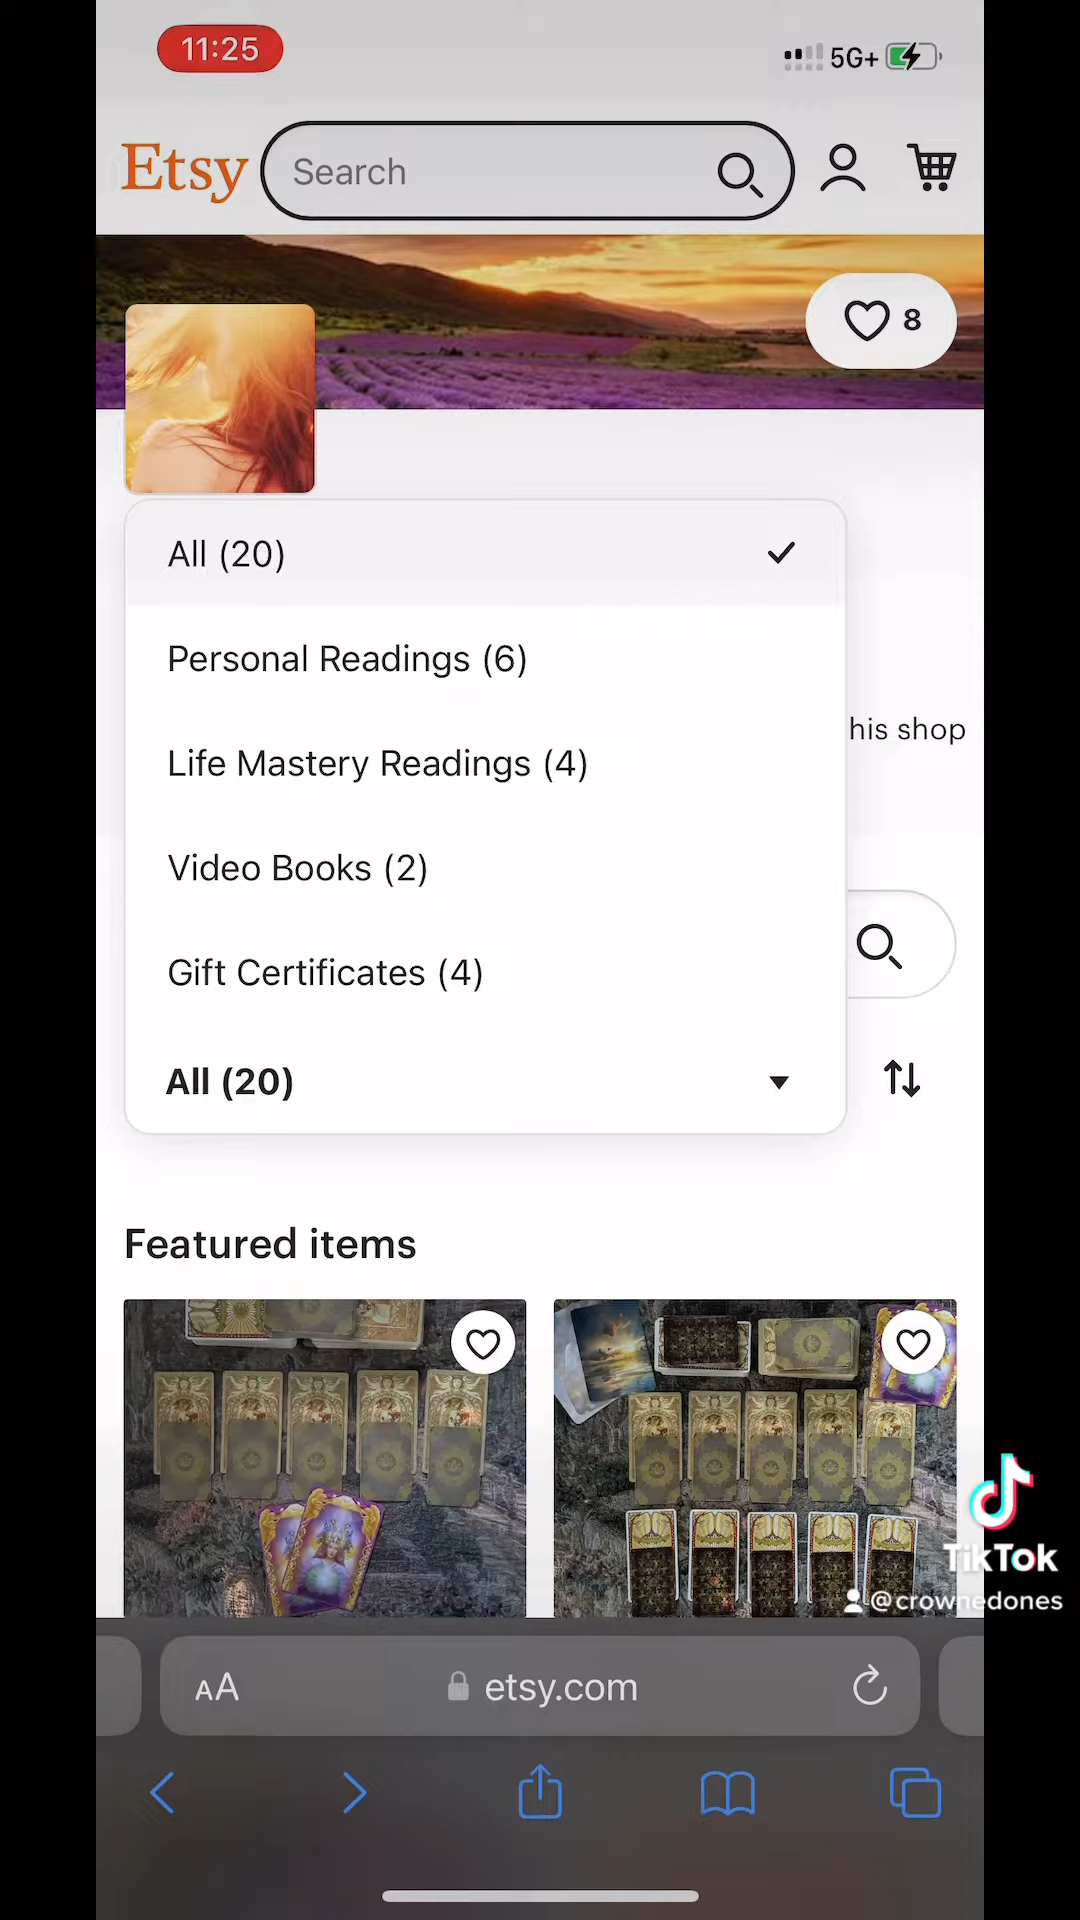 11:25
5G+
Etsy
Search
8
All (20)
Personal Readings (6)
his shop
Life Mastery Readings (4)
Video Books (2)
Gift Certificates (4)
All (20)
Featured items
TikTok
@crownedones
AA
etsy.com